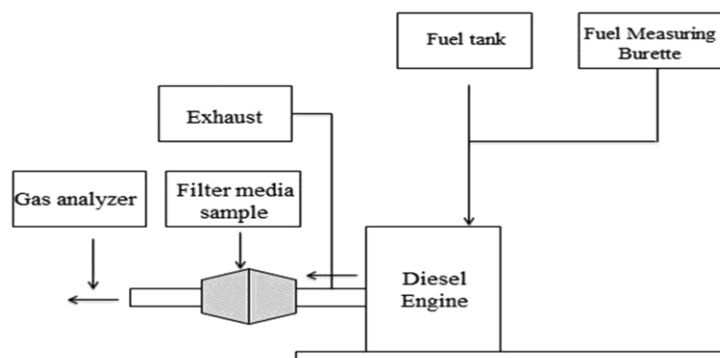 Fuel tank
Fuel Measuring
Burette
Exhaust
Gas analyzer
Filter media
sample
Diesel
Engine